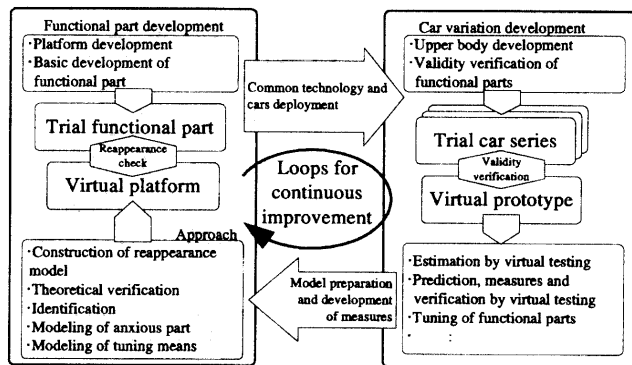 Functional part development
·Platform development
·Basic development of
functional part
Trial functional part
Reappearance
check
Virtual platform
Approach
·Construction of reappearance
model
·Theoretical verification
·Identification
·Modeling of anxious part
·Modeling of tuning means
Common technology and
cars deployment
Loops for
continuous
improvement
Model preparation
and development
of measures
Car variation development
·Upper body development
·Validity verification of
functional parts
Trial car series
Validity
verification
Virtual prototype
·Estimation by virtual testing
·Prediction, measures and
verification by virtual testing
·Tuning of functional parts
· :